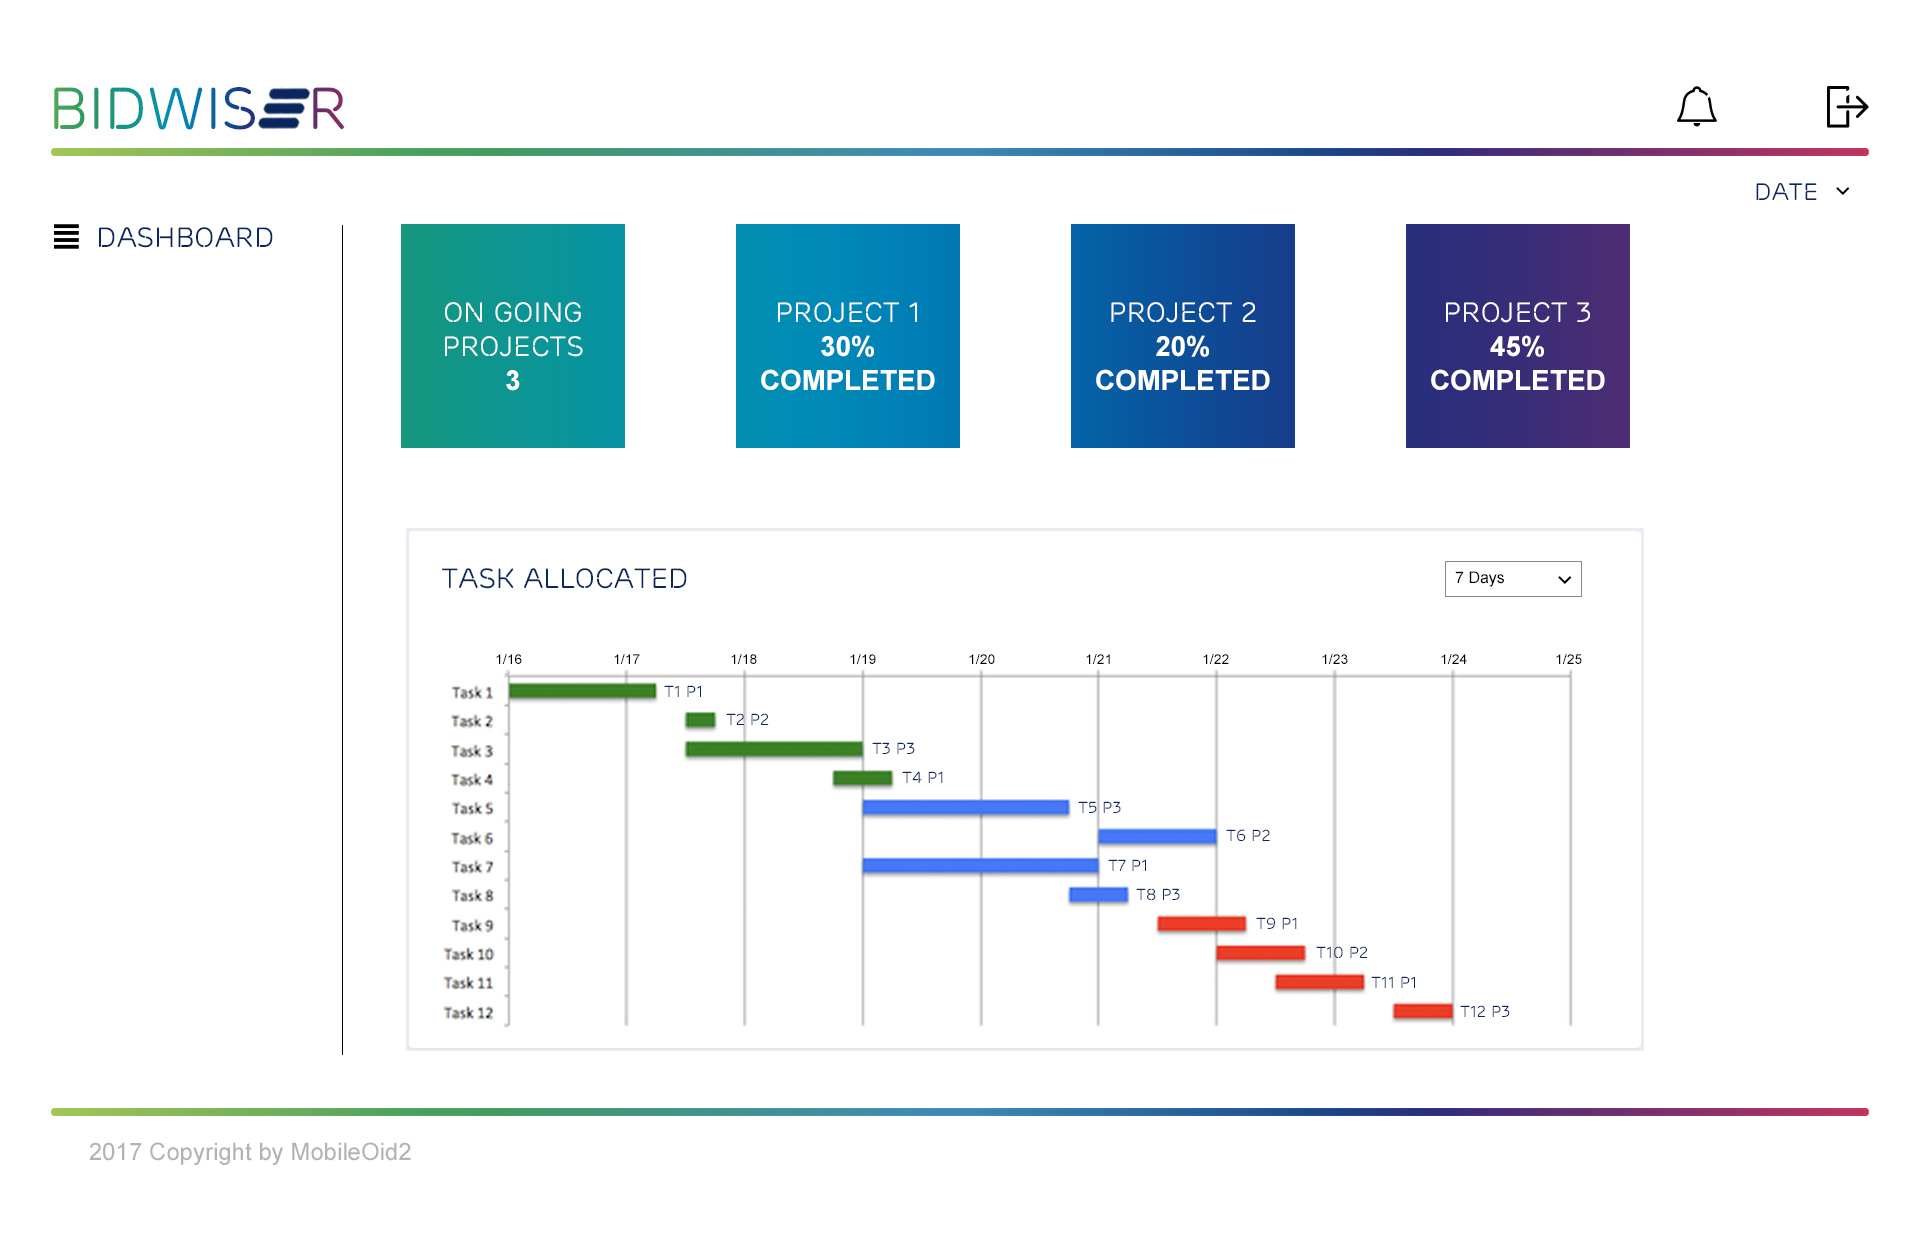 BIDWISER
DATE
DASHBOARD
ON GOING
PROJECTS
3
PROJECT 1
30%
COMPLETED
PROJECT 2
20%
COMPLETED
PROJECT 3
45%
COMPLETED
TASK ALLOCATED
7 Days
1/16 1/17 1/18 1/19 1/20 1/21 1/22 1/23 1/24 1/25
Task 1 T1 P1
Task 2 T2 P2
Task 3 T3 P3
Task 4 T4 P1
Task 5 T5 P3
Task 6 T6 P2
Task 7 T7 P1
Task 8 T8 P3
Task 9 T9 P1
Task 10 T10 P2
Task 11 T11 P1
Task 12 T12 P3
2017 Copyright by MobileOid2